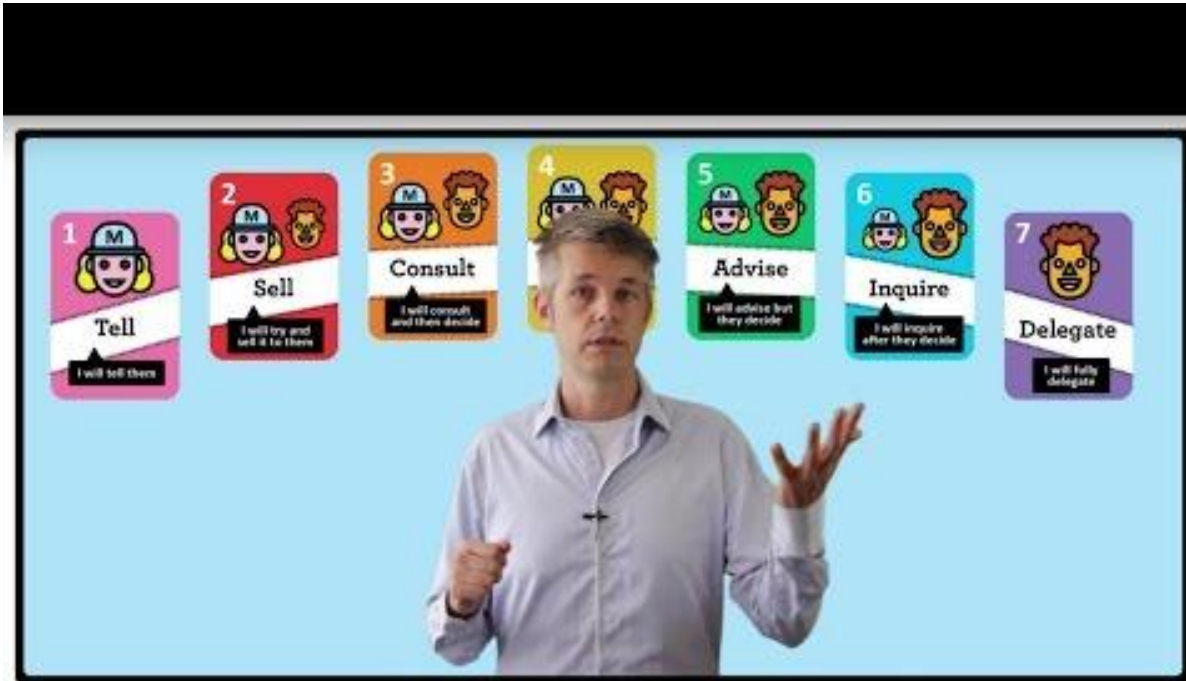 1
M
Tell
I will tell them
2
M
Sell
I will try and
sell it to them
3
M
Consult
I will consult
and then decide
4
M
5
M
Advise
I will advise but
they decide
6
M
Inquire
I will inquire
after they decide
7
Delegate
I will fully
delegate